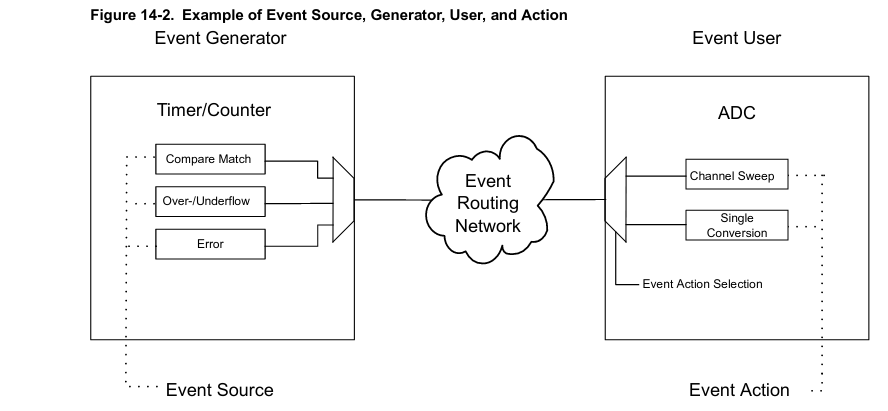 Figure 14-2. Example of Event Source, Generator, User, and Action
Event Generator
Event User
Timer/Counter
ADC
Compare Match
Over-/Underflow
Error
Event
Routing
Network
Channel Sweep
Single
Conversion
Event Action Selection
Event Source
Event Action